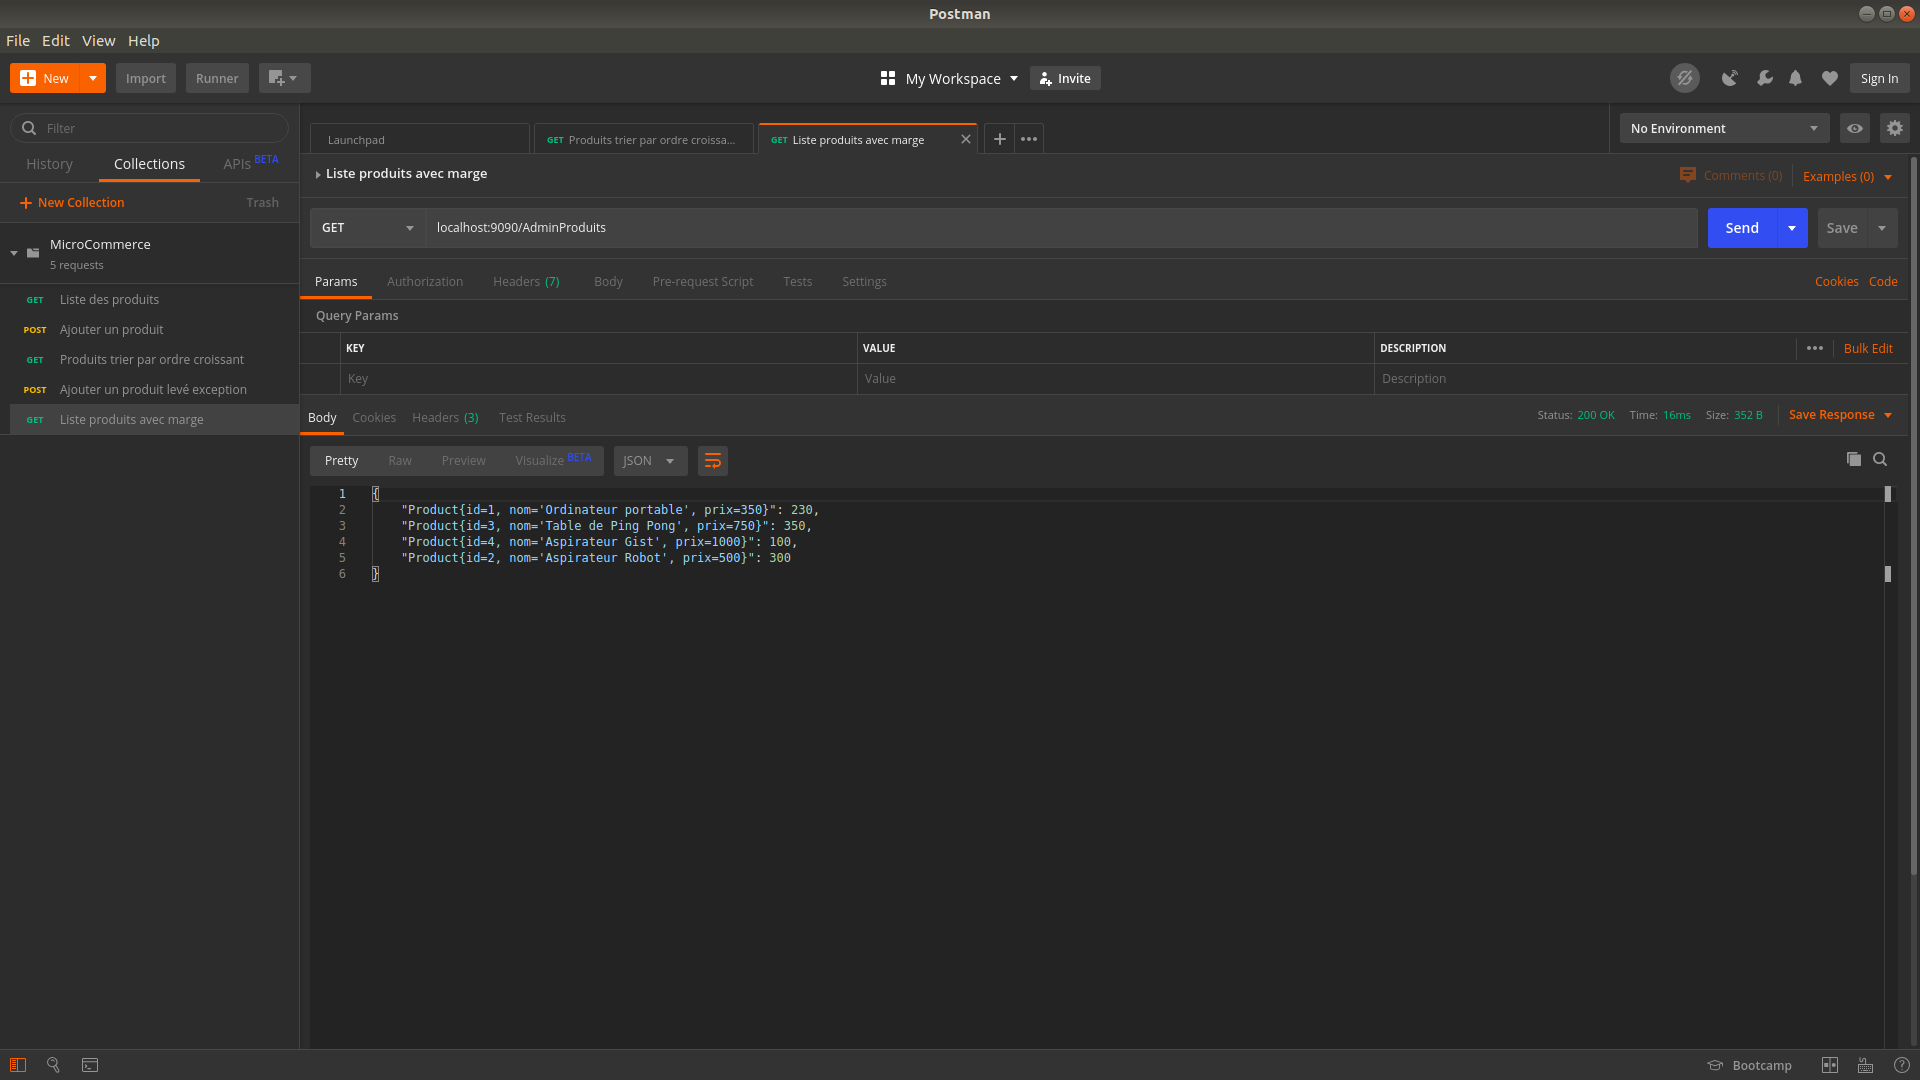 Postman
File Edit View Help
New Import Runner My Workspace Invite Sign In
Filter
History Collections APIs BETA
New Collection Trash
MicroCommerce
5 requests
GET Liste des produits
POST Ajouter un produit
GET Produits trier par ordre croissant
POST Ajouter un produit levé exception
GET Liste produits avec marge
Launchpad GET Produits trier par ordre croissa... GET Liste produits avec marge
No Environment
Liste produits avec marge Comments (0) Examples (0)
GET localhost:9090/AdminProduits Send Save
Params Authorization Headers (7) Body Pre-request Script Tests Settings Cookies Code
Query Params
KEY VALUE DESCRIPTION Bulk Edit
Key Value Description
Body Cookies Headers (3) Test Results Status: 200 OK Time: 16ms Size: 352 B Save Response
Pretty Raw Preview Visualize BETA JSON
1 {
2 "Product{id=1, nom='Ordinateur portable', prix=350}": 230,
3 "Product{id=3, nom='Table de Ping Pong', prix=750}": 350,
4 "Product{id=4, nom='Aspirateur Gist', prix=1000}": 100,
5 "Product{id=2, nom='Aspirateur Robot', prix=500}": 300
6 }
Bootcamp